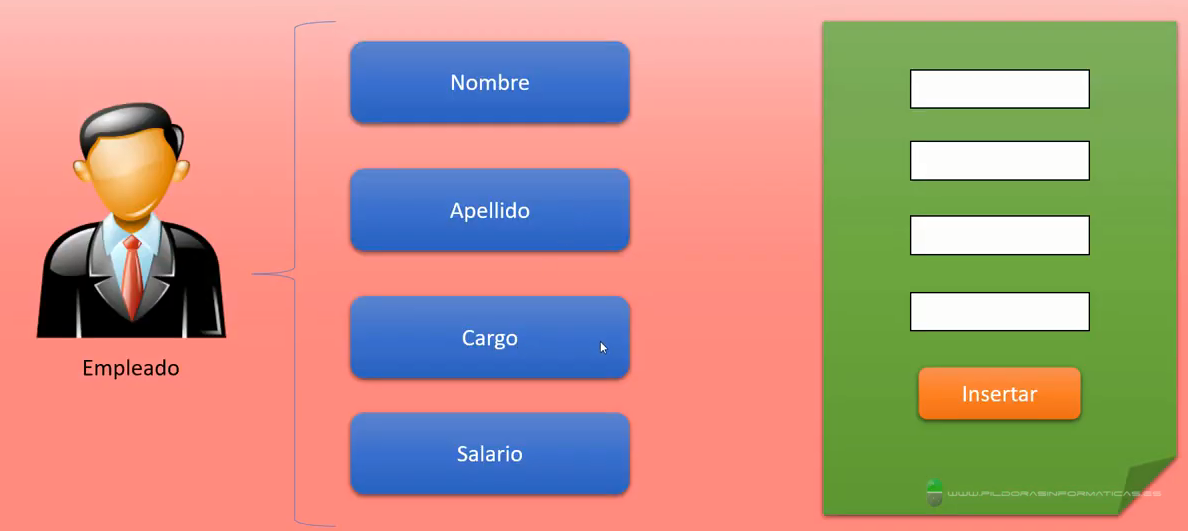 Nombre
Apellido
Cargo
Salario
Empleado
Insertar
WWW.PILDORASINFORMATICAS.ES